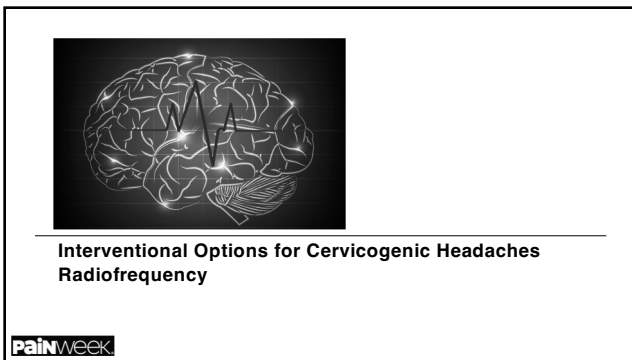 Interventional Options for Cervicogenic Headaches
Radiofrequency
PaiNWEEK.